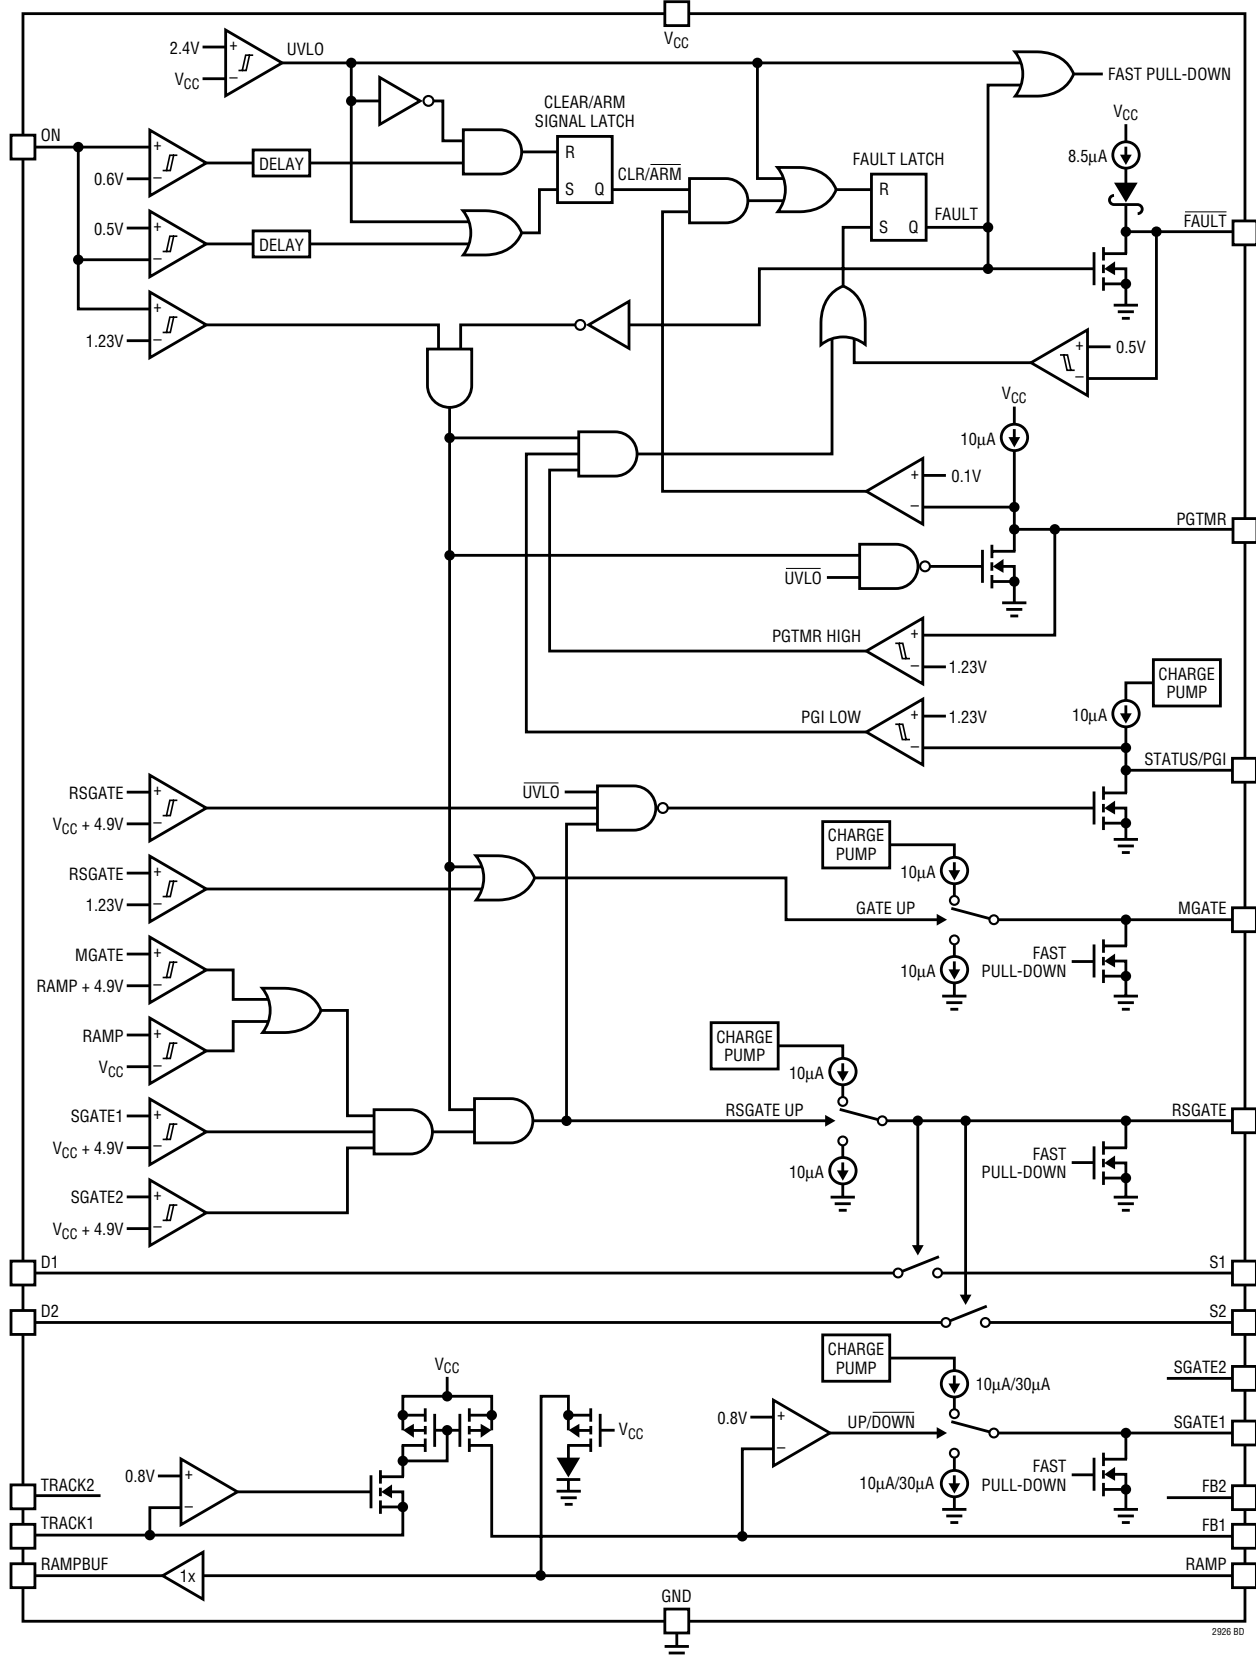 VCC
2.4V
+
UVLO
VCC
−
FAST PULL-DOWN
CLEAR/ARM
SIGNAL LATCH
VCC
ON
8.5µA
+
0.6V
−
DELAY
R
S
Q
CLR/ARM
FAULT LATCH
R
S
Q
FAULT
FAULT
0.5V
+
−
DELAY
+
1.23V
−
+
0.5V
−
VCC
10µA
+
0.1V
−
PGTMR
UVLO
PGTMR HIGH
+
−
1.23V
CHARGE
PUMP
PGI LOW
+
1.23V
−
10µA
STATUS/PGI
RSGATE
+
VCC + 4.9V
−
UVLO
CHARGE
PUMP
RSGATE
+
1.23V
−
10µA
GATE UP
MGATE
MGATE
+
RAMP + 4.9V
−
10µA
FAST
PULL-DOWN
RAMP
+
VCC
−
CHARGE
PUMP
10µA
SGATE1
+
VCC + 4.9V
−
RSGATE UP
RSGATE
10µA
FAST
PULL-DOWN
SGATE2
+
VCC + 4.9V
−
D1
S1
D2
S2
CHARGE
PUMP
VCC
SGATE2
10µA/30µA
0.8V
+
−
UP/DOWN
SGATE1
VCC
0.8V
+
−
10µA/30µA
FAST
PULL-DOWN
TRACK2
FB2
TRACK1
FB1
RAMPBUF
1x
RAMP
GND
2926 BD